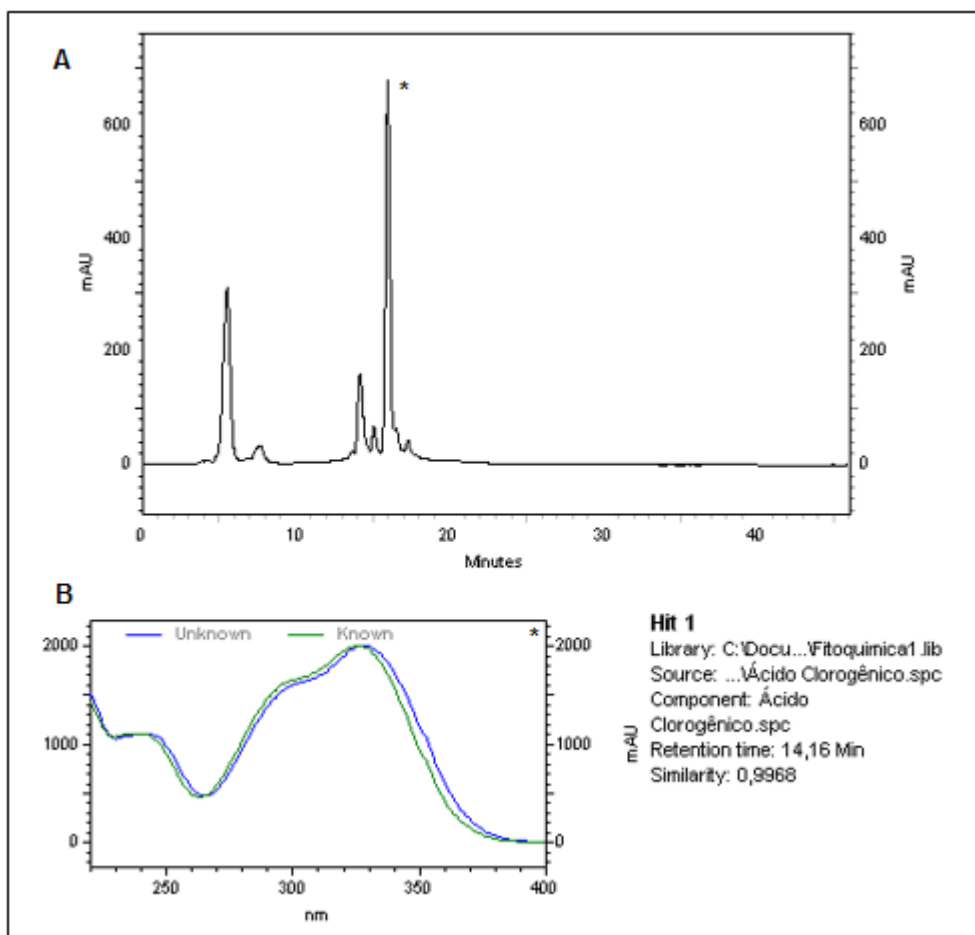 A
*
600
400
200
0
mAU
600
400
200
0
mAU
0 10 20 30 40
Minutes
B
Unknown Known *
2000
1000
0
2000
1000
0
mAU
250 300 350 400
nm
Hit 1
Library: C:\Docu...\Fitoquimica1.lib
Source: ...\Ácido Clorogênico.spc
Component: Ácido
Clorogênico.spc
Retention time: 14,16 Min
Similarity: 0,9968